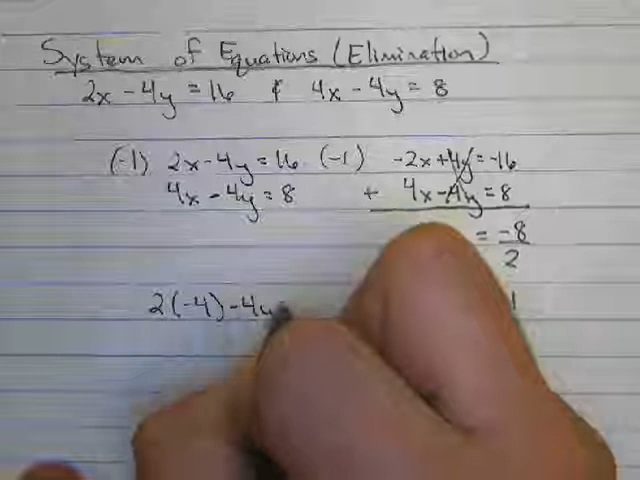 System of Equations (Elimination)
2x - 4y = 16 & 4x - 4y = 8
(-1) 2x - 4y = 16 (-1) -2x + 4y = -16
4x - 4y = 8 + 4x - 4y = 8
= -8
2
2(-4) - 4y